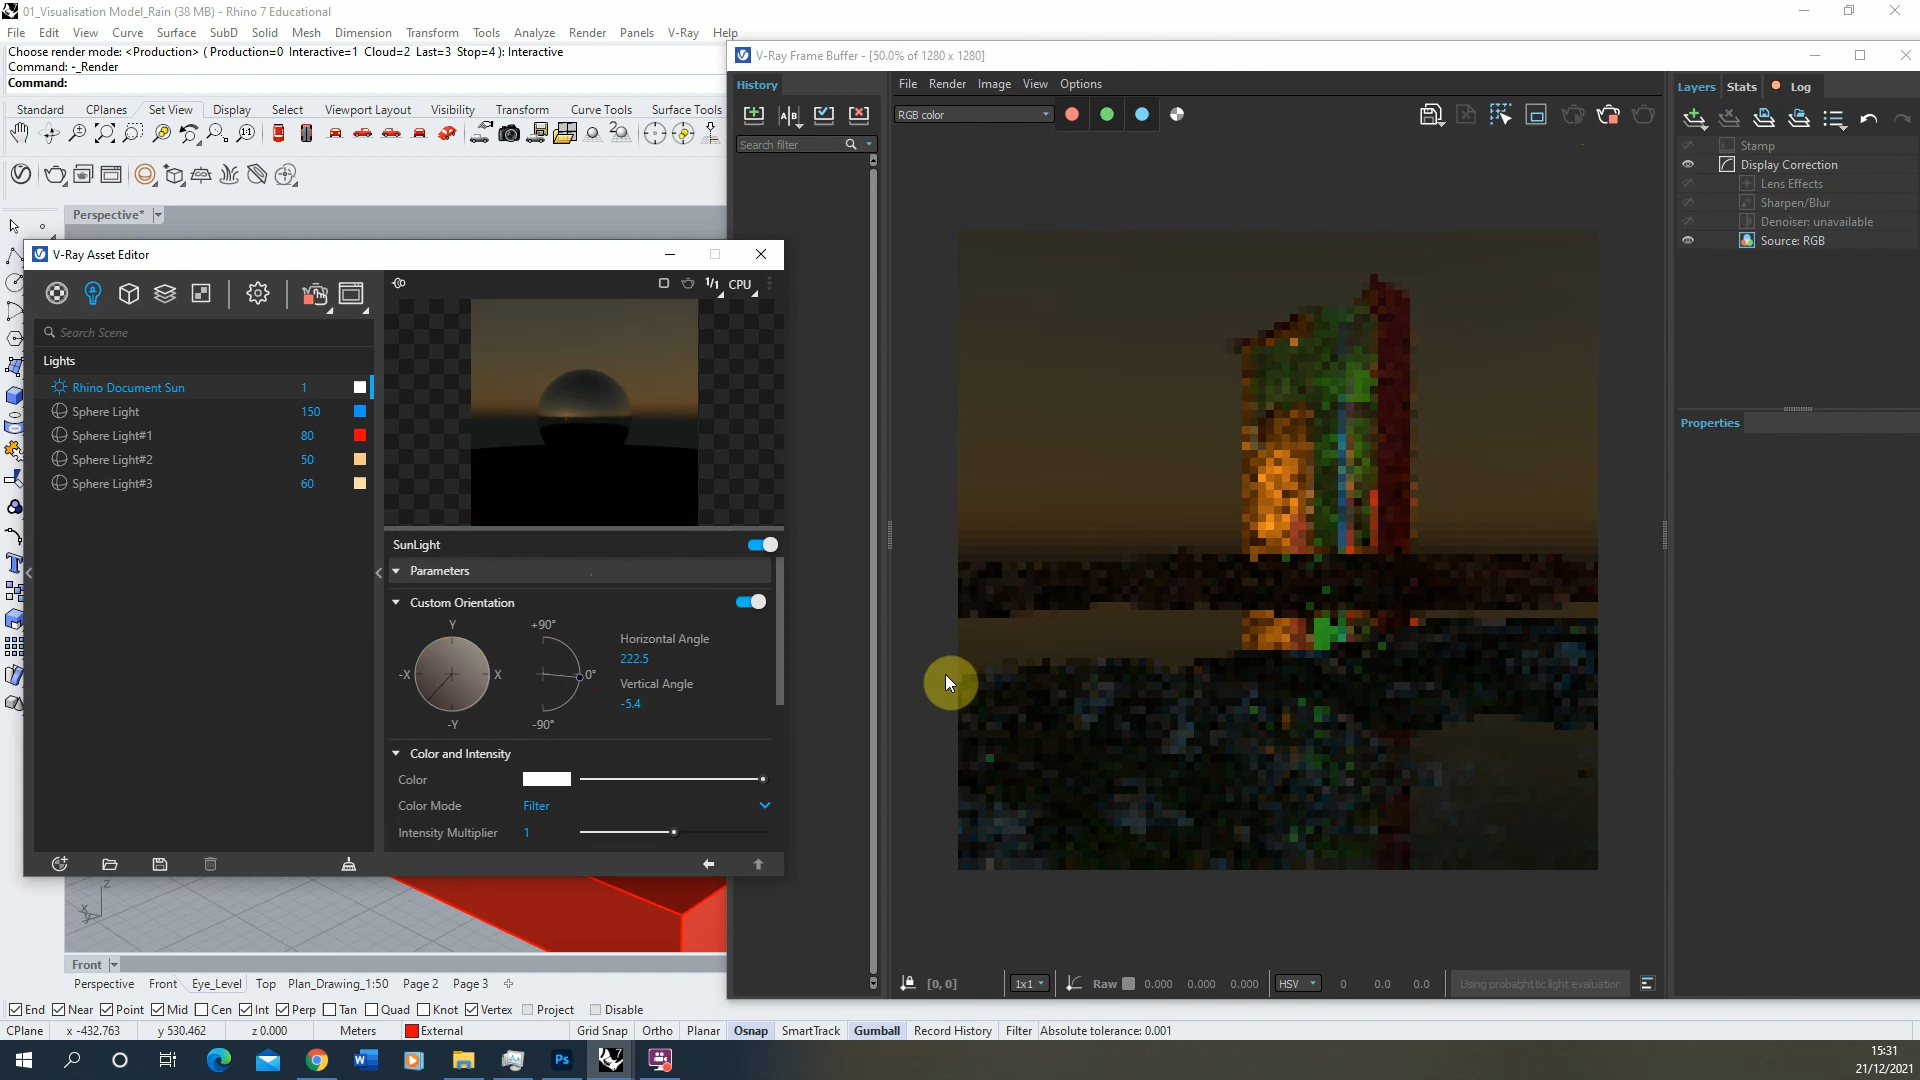 01_Visualisation Model_Rain (38 MB) - Rhino 7 Educational
File Edit View Curve Surface SubD Solid Mesh Dimension Transform Tools Analyze Render Panels V-Ray Help
Choose render mode: <Production> ( Production=0 Interactive=1 Cloud=2 Last=3 Stop=4 ): Interactive
Command: -_Render
Command:
Standard CPlanes Set View Display Select Viewport Layout Visibility Transform Curve Tools Surface Tools
Perspective*
V-Ray Asset Editor
1/1 CPU
Search Scene
Lights
Rhino Document Sun 1
Sphere Light 150
Sphere Light#1 80
Sphere Light#2 50
Sphere Light#3 60
SunLight
Parameters
Custom Orientation
Y +90°
Horizontal Angle
222.5
-X X 0°
Vertical Angle
-5.4
-Y -90°
Color and Intensity
Color
Color Mode Filter
Intensity Multiplier 1
V-Ray Frame Buffer - [50.0% of 1280 x 1280]
History
File Render Image View Options
RGB color
Search filter
Layers Stats Log
Stamp
Display Correction
Lens Effects
Sharpen/Blur
Denoiser: unavailable
Source: RGB
Properties
[0, 0] 1x1 Raw 0.000 0.000 0.000 HSV 0 0.0 0.0 Using probabilistic light evaluation
z
x
y
Front
Perspective Front Eye_Level Top Plan_Drawing_1:50 Page 2 Page 3
End Near Point Mid Cen Int Perp Tan Quad Knot Vertex Project Disable
CPlane x -432.763 y 530.462 z 0.000 Meters External Grid Snap Ortho Planar Osnap SmartTrack Gumball Record History Filter Absolute tolerance: 0.001
15:31
21/12/2021